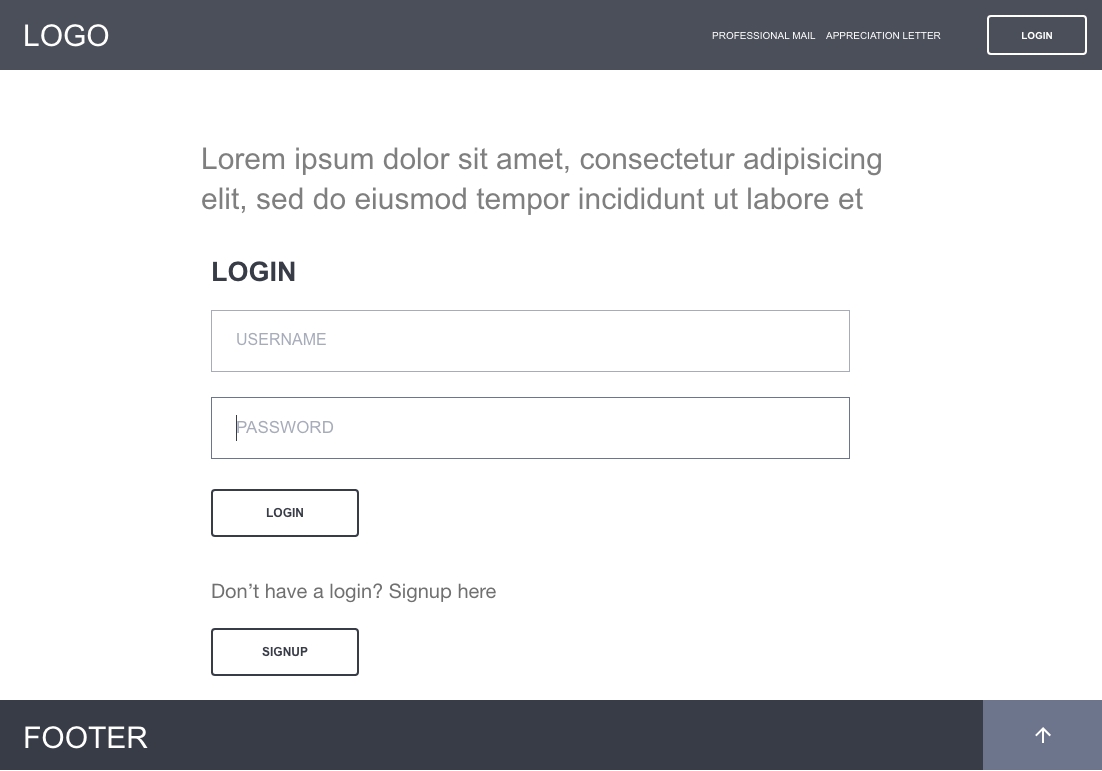 LOGO
PROFESSIONAL MAIL
APPRECIATION LETTER
LOGIN
Lorem ipsum dolor sit amet, consectetur adipisicing
elit, sed do eiusmod tempor incididunt ut labore et
LOGIN
USERNAME
PASSWORD
LOGIN
Don’t have a login? Signup here
SIGNUP
FOOTER